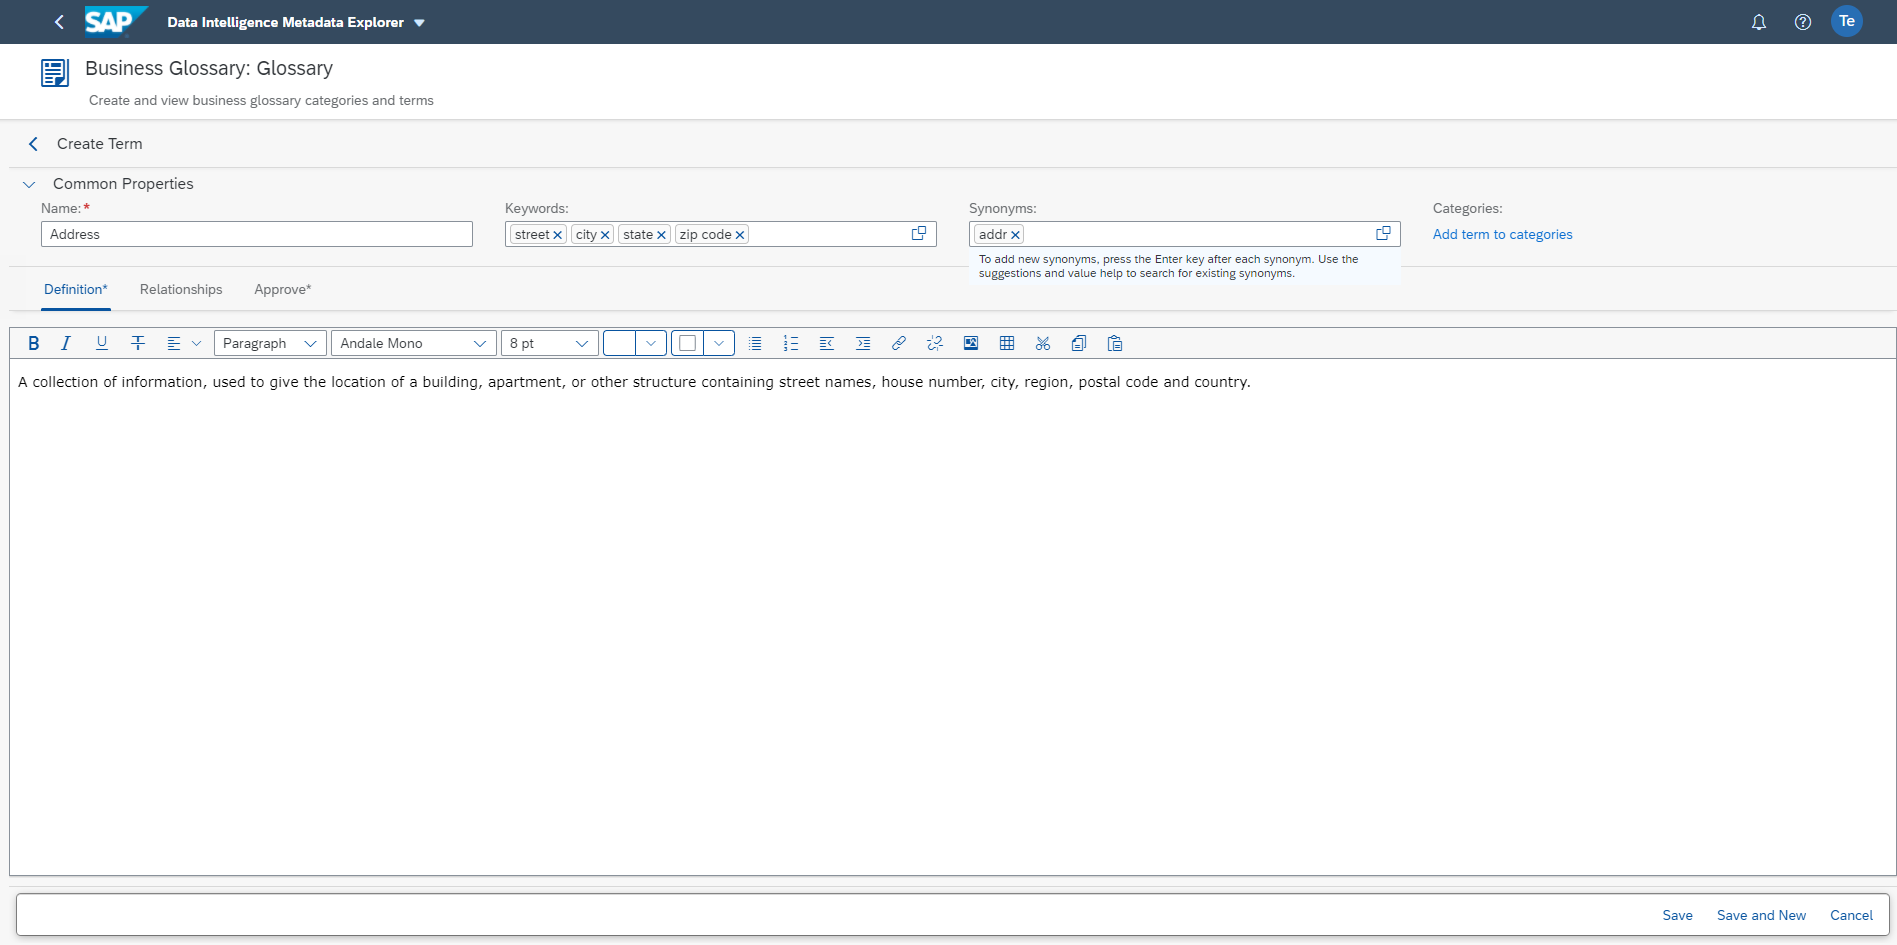 SAP Data Intelligence Metadata Explorer Te
Business Glossary: Glossary
Create and view business glossary categories and terms
Create Term
Common Properties
Name:* Keywords: Synonyms: Categories:
Address street city state zip code addr Add term to categories
To add new synonyms, press the Enter key after each synonym. Use the
suggestions and value help to search for existing synonyms.
Definition* Relationships Approve*
B I U T Paragraph Andale Mono 8 pt
A collection of information, used to give the location of a building, apartment, or other structure containing street names, house number, city, region, postal code and country.
Save Save and New Cancel